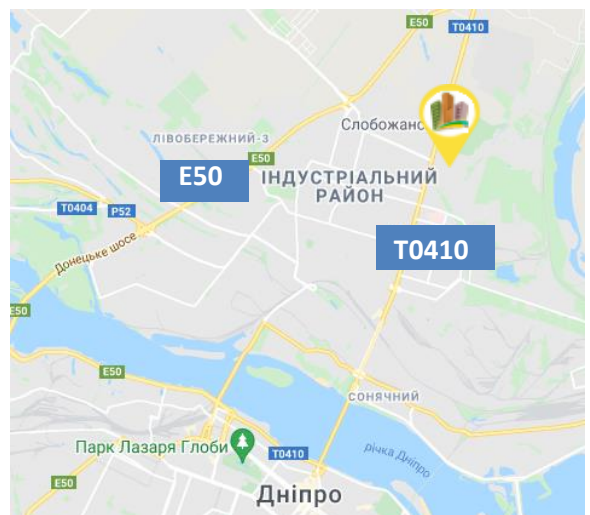 E50
T0410
Слобожанс
ЛІВОБЕРЕЖНИЙ-3
E50
E50
ІНДУСТРІАЛЬНИЙ
РАЙОН
T0404
P52
T0410
Донецьке шосе
E50
E50
СОНЯЧНИЙ
Парк Лазаря Глоби
T0410
річка Дніпро
E50
Дніпро